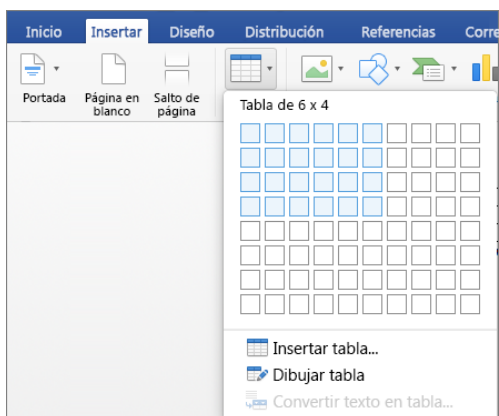 Inicio Insertar Diseño Distribución Referencias Corre
Portada Página en blanco Salto de página
Tabla de 6 x 4
Insertar tabla...
Dibujar tabla
Convertir texto en tabla...